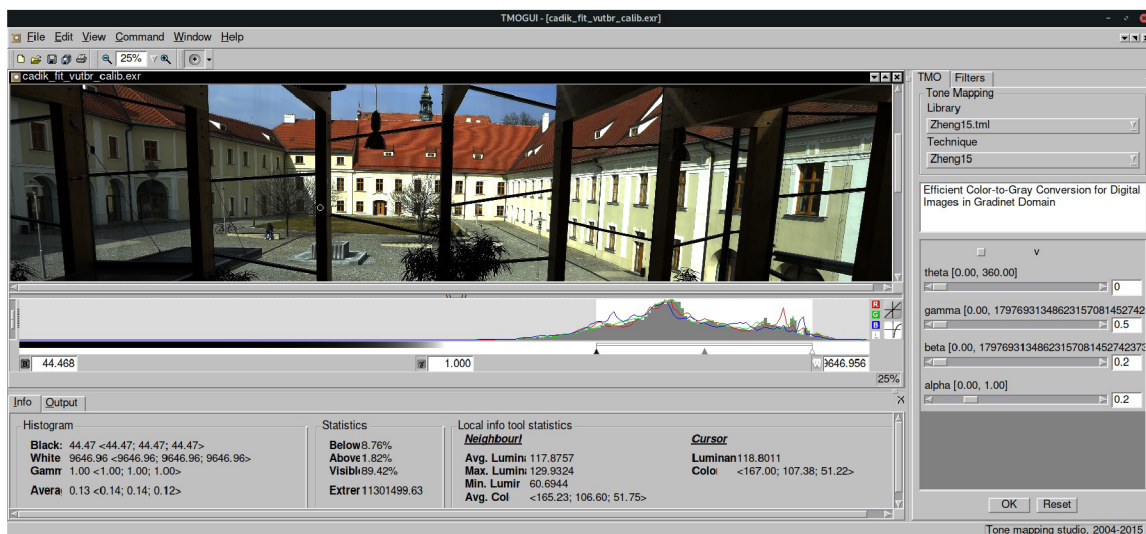 TMOGUI - [cadik_fit_vutbr_calib.exr]
File Edit View Command Window Help
25%
cadik_fit_vutbr_calib.exr
TMO Filters
Tone Mapping
Library
Zheng15.tml
Technique
Zheng15
Efficient Color-to-Gray Conversion for Digital
Images in Gradinet Domain
v
theta [0.00, 360.00]
0
gamma [0.00, 17976931348623157081452742
0.5
beta [0.00, 1797693134862315708145274237
0.2
alpha [0.00, 1.00]
0.2
OK Reset
R
G
B
L
B 44.468
1.000
W 9646.956
25%
Info Output
Histogram
Black: 44.47 <44.47; 44.47; 44.47>
White 9646.96 <9646.96; 9646.96; 9646.96>
Gamm 1.00 <1.00; 1.00; 1.00>
Avera 0.13 <0.14; 0.14; 0.12>
Statistics
Below 8.76%
Above 1.82%
Visibl 89.42%
Extrer 11301499.63
Local info tool statistics
Neighbourl
Avg. Lumina 117.8757
Max. Lumina 129.9324
Min. Lumir 60.6944
Avg. Col <165.23; 106.60; 51.75>
Cursor
Luminan 118.8011
Colo <167.00; 107.38; 51.22>
Tone mapping studio, 2004-2015